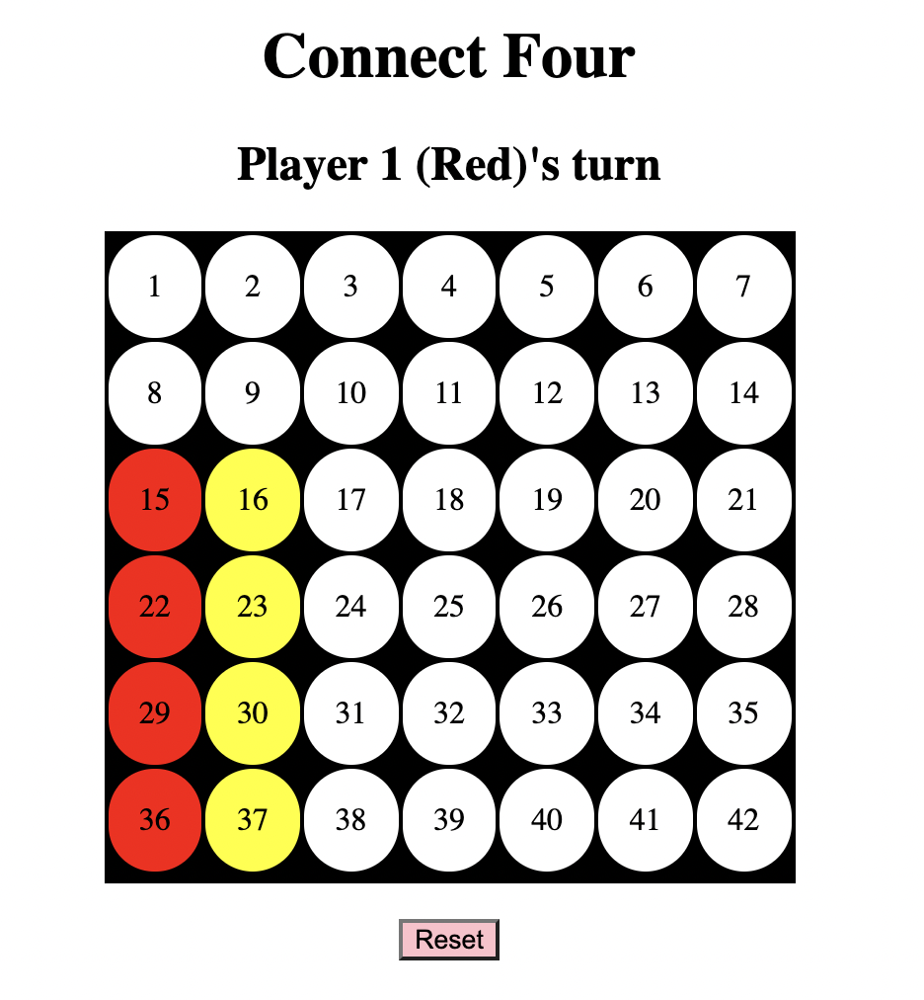 Connect Four
Player 1 (Red)'s turn
1 2 3 4 5 6 7
8 9 10 11 12 13 14
15 16 17 18 19 20 21
22 23 24 25 26 27 28
29 30 31 32 33 34 35
36 37 38 39 40 41 42
Reset